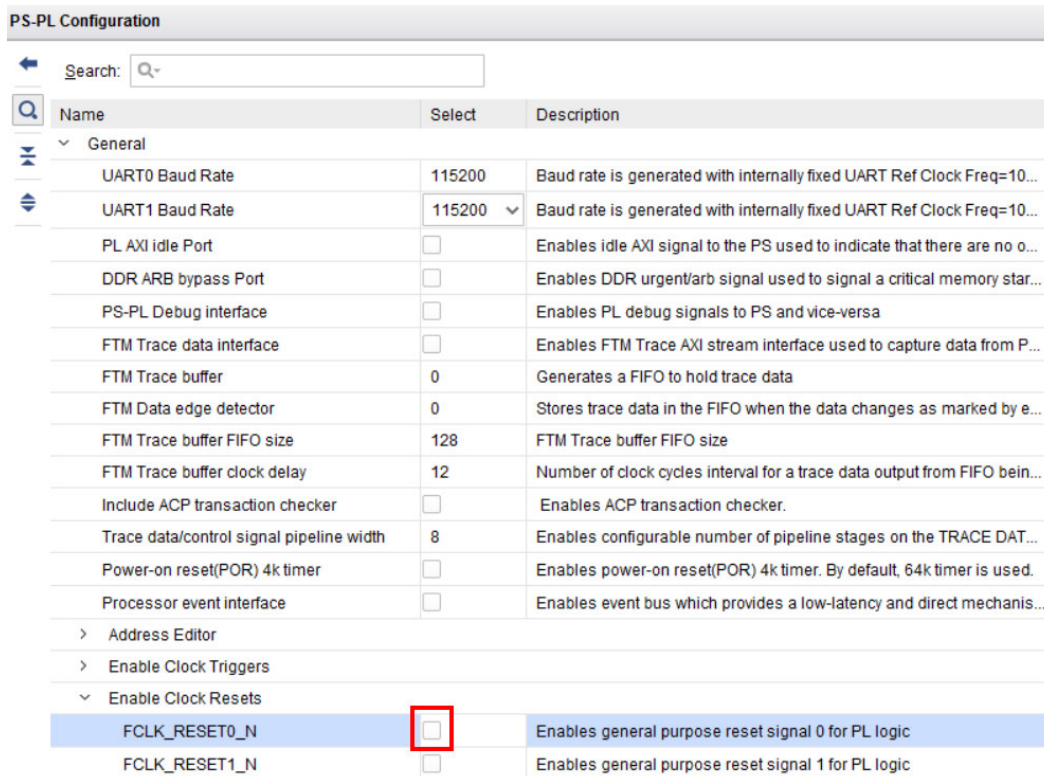 PS-PL Configuration
Search:
Name Select Description
General
UART0 Baud Rate 115200 Baud rate is generated with internally fixed UART Ref Clock Freq=10...
UART1 Baud Rate 115200 Baud rate is generated with internally fixed UART Ref Clock Freq=10...
PL AXI idle Port Enables idle AXI signal to the PS used to indicate that there are no o...
DDR ARB bypass Port Enables DDR urgent/arb signal used to signal a critical memory star...
PS-PL Debug interface Enables PL debug signals to PS and vice-versa
FTM Trace data interface Enables FTM Trace AXI stream interface used to capture data from P...
FTM Trace buffer 0 Generates a FIFO to hold trace data
FTM Data edge detector 0 Stores trace data in the FIFO when the data changes as marked by e...
FTM Trace buffer FIFO size 128 FTM Trace buffer FIFO size
FTM Trace buffer clock delay 12 Number of clock cycles interval for a trace data output from FIFO bein...
Include ACP transaction checker Enables ACP transaction checker.
Trace data/control signal pipeline width 8 Enables configurable number of pipeline stages on the TRACE DAT...
Power-on reset(POR) 4k timer Enables power-on reset(POR) 4k timer. By default, 64k timer is used.
Processor event interface Enables event bus which provides a low-latency and direct mechanis...
Address Editor
Enable Clock Triggers
Enable Clock Resets
FCLK_RESET0_N Enables general purpose reset signal 0 for PL logic
FCLK_RESET1_N Enables general purpose reset signal 1 for PL logic